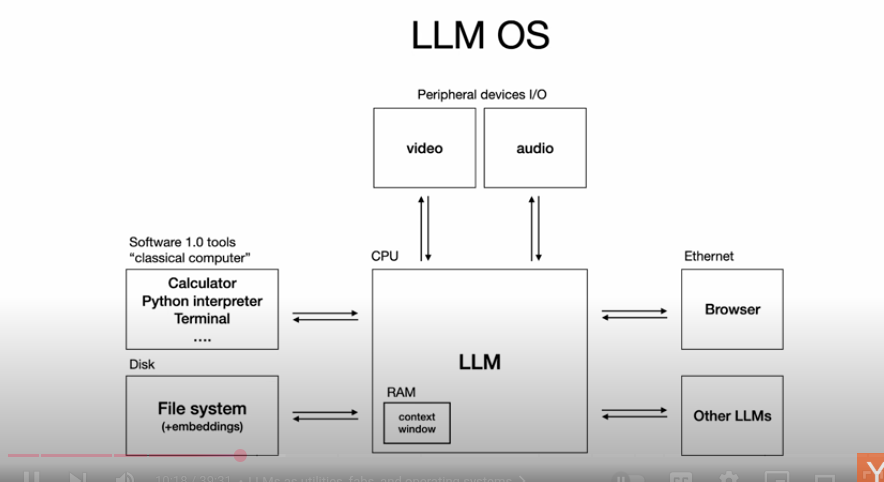 LLM OS
Peripheral devices I/O
video
audio
Software 1.0 tools
“classical computer”
CPU
Ethernet
Calculator
Python interpreter
Terminal
....
Browser
LLM
Disk
RAM
File system
(+embeddings)
context
window
Other LLMs
LLMs as utilities, fabs, and operating systems
Y